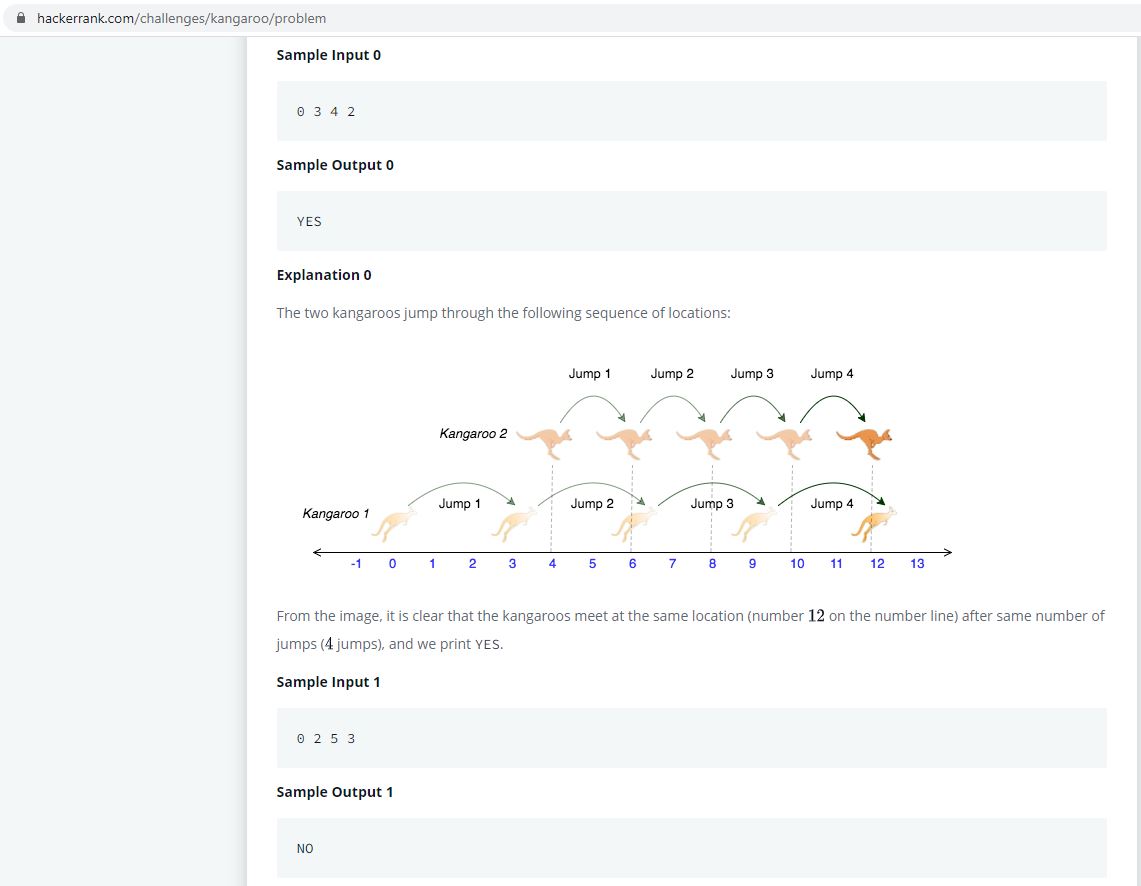 hackerrank.com/challenges/kangaroo/problem
Sample Input 0
0 3 4 2
Sample Output 0
YES
Explanation 0
The two kangaroos jump through the following sequence of locations:
Jump 1 Jump 2 Jump 3 Jump 4
Kangaroo 2
Jump 1 Jump 2 Jump 3 Jump 4
Kangaroo 1
-1 0 1 2 3 4 5 6 7 8 9 10 11 12 13
From the image, it is clear that the kangaroos meet at the same location (number 12 on the number line) after same number of
jumps (4 jumps), and we print YES.
Sample Input 1
0 2 5 3
Sample Output 1
NO